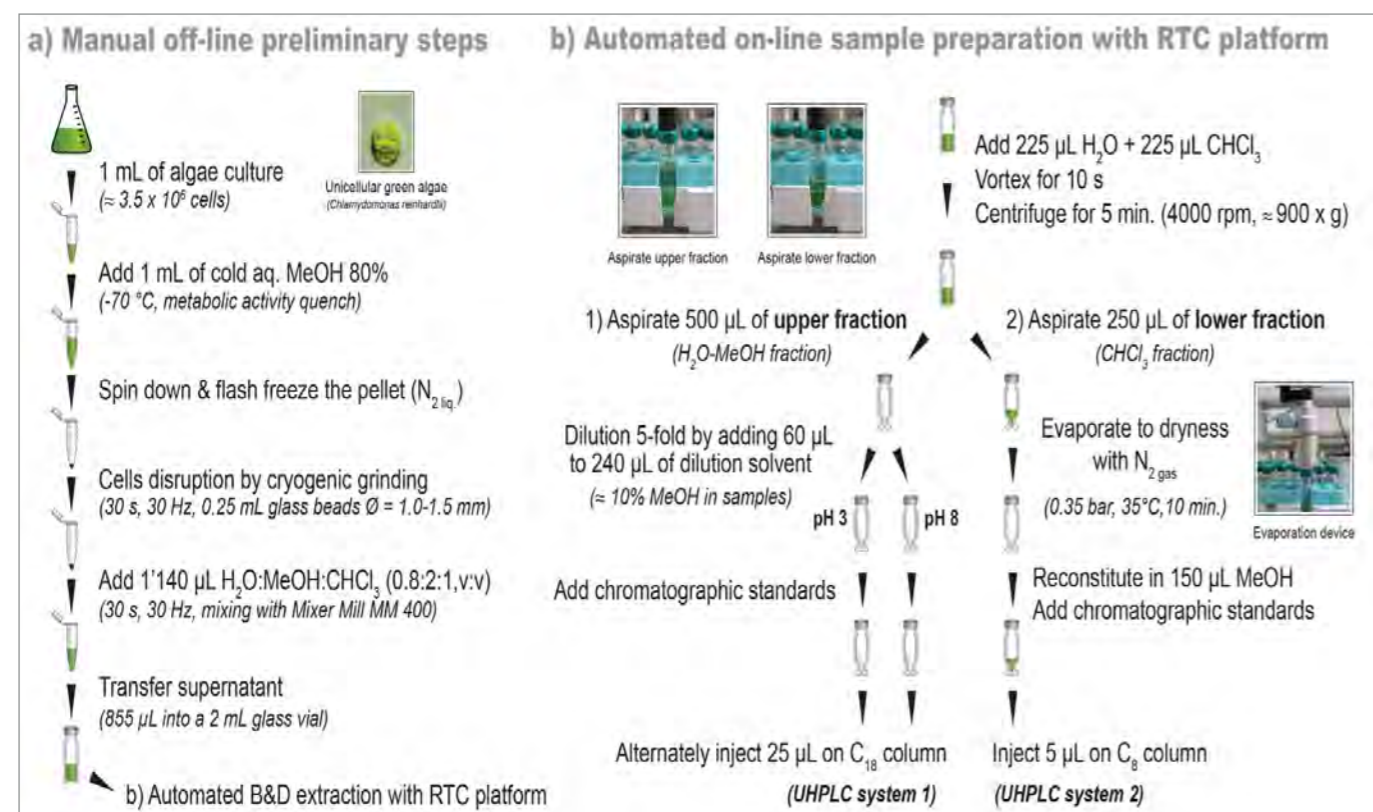 a) Manual off-line preliminary steps
1 mL of algae culture
(≈ 3.5 x 10⁶ cells)
Unicellular green algae
(Chlamydomonas reinhardtii)
Add 1 mL of cold aq. MeOH 80%
(-70 °C, metabolic activity quench)
Spin down & flash freeze the pellet (N₂ liq.)
Cells disruption by cryogenic grinding
(30 s, 30 Hz, 0.25 mL glass beads Ø = 1.0-1.5 mm)
Add 1'140 µL H₂O:MeOH:CHCl₃ (0.8:2:1,v:v)
(30 s, 30 Hz, mixing with Mixer Mill MM 400)
Transfer supernatant
(855 µL into a 2 mL glass vial)
b) Automated B&D extraction with RTC platform
b) Automated on-line sample preparation with RTC platform
Aspirate upper fraction
Aspirate lower fraction
Add 225 µL H₂O + 225 µL CHCl₃
Vortex for 10 s
Centrifuge for 5 min. (4000 rpm, ≈ 900 x g)
1) Aspirate 500 µL of upper fraction
(H₂O-MeOH fraction)
2) Aspirate 250 µL of lower fraction
(CHCl₃ fraction)
Dilution 5-fold by adding 60 µL
to 240 µL of dilution solvent
(≈ 10% MeOH in samples)
pH 3
pH 8
Evaporate to dryness
with N₂ gas
(0.35 bar, 35°C,10 min.)
Evaporation device
Add chromatographic standards
Reconstitute in 150 µL MeOH
Add chromatographic standards
Alternately inject 25 µL on C₁₈ column
(UHPLC system 1)
Inject 5 µL on C₈ column
(UHPLC system 2)